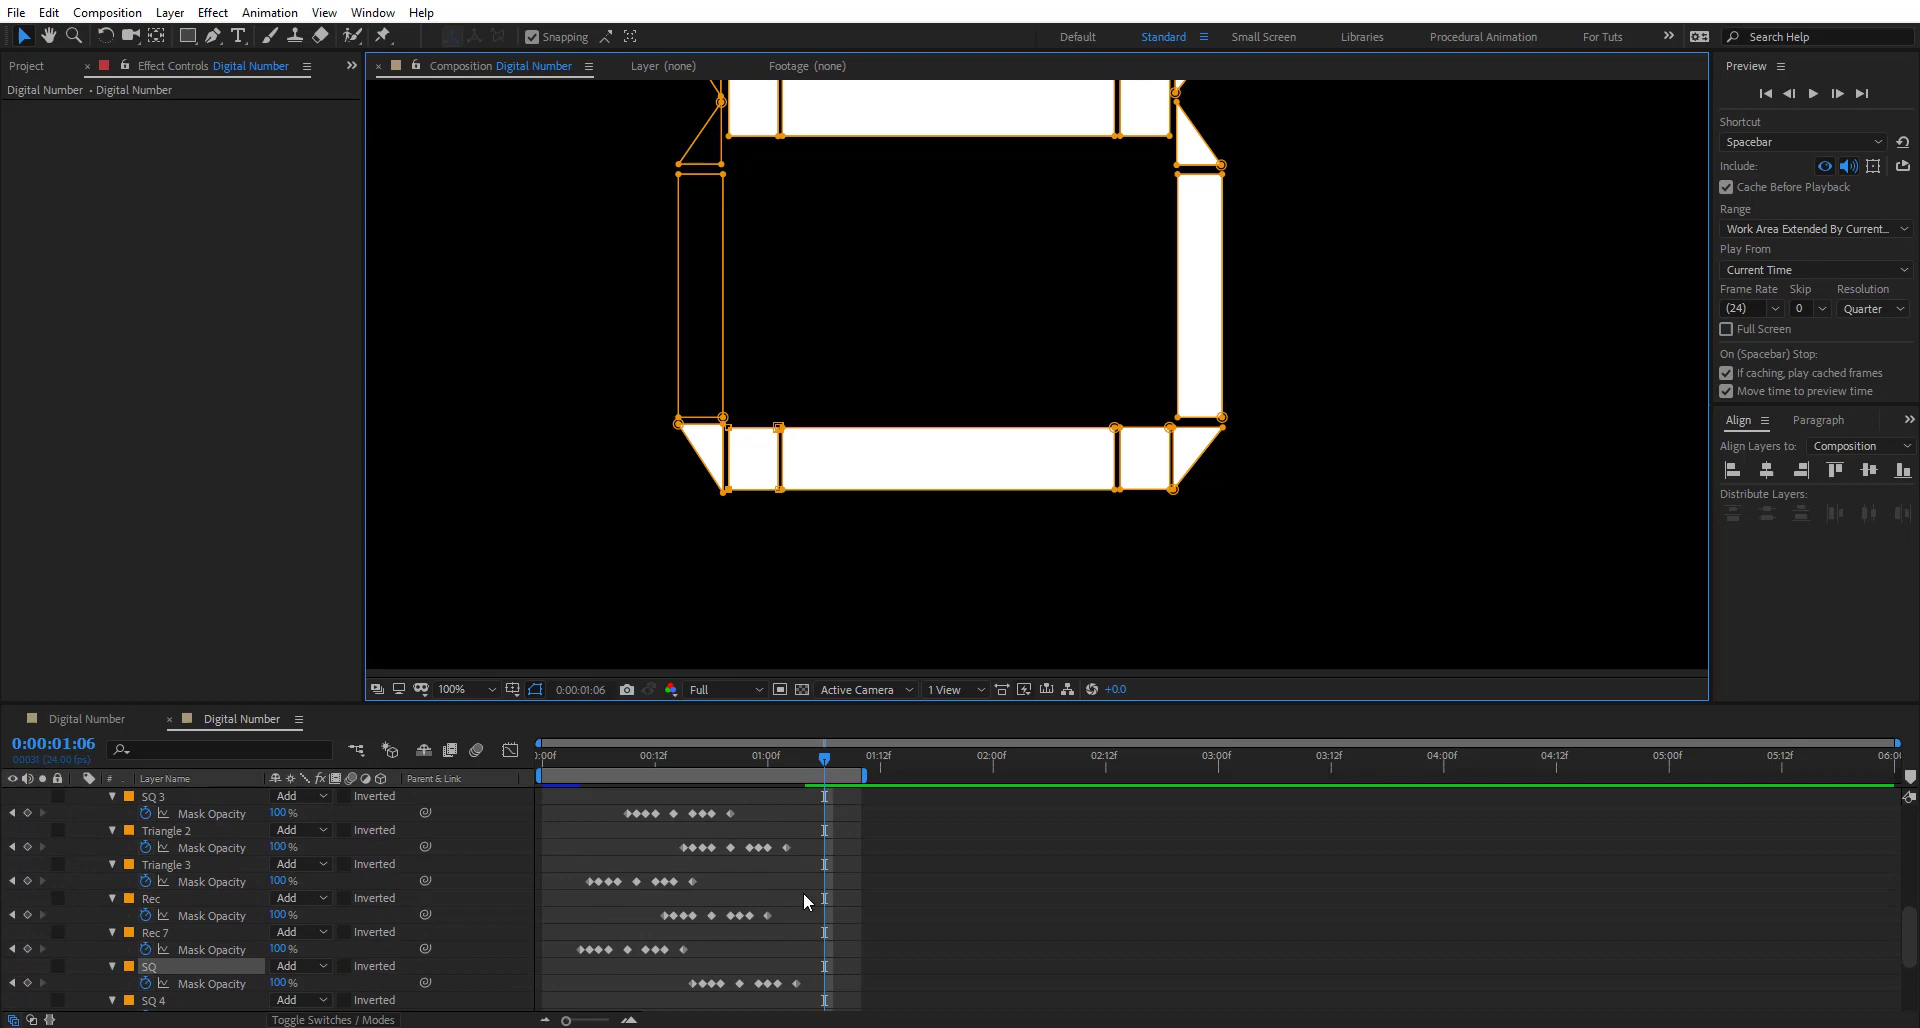 File Edit Composition Layer Effect Animation View Window Help
Snapping
Default Standard Small Screen Libraries Procedural Animation For Tuts Search Help
Project Effect Controls Digital Number
Digital Number • Digital Number
Composition Digital Number Layer (none) Footage (none)
Preview
Shortcut
Spacebar
Include:
Cache Before Playback
Range
Work Area Extended By Current...
Play From
Current Time
Frame Rate Skip Resolution
(24) 0 Quarter
Full Screen
On (Spacebar) Stop:
If caching, play cached frames
Move time to preview time
Align Paragraph
Align Layers to: Composition
Distribute Layers:
100% 0:00:01:06 Full Active Camera 1 View +0.0
Digital Number Digital Number
0:00:01:06
00031 (24.00 fps)
:00f 00:12f 01:00f 01:12f 02:00f 02:12f 03:00f 03:12f 04:00f 04:12f 05:00f 05:12f 06:0
# Layer Name fx Parent & Link
SQ 3 Add Inverted
Mask Opacity 100 %
Triangle 2 Add Inverted
Mask Opacity 100 %
Triangle 3 Add Inverted
Mask Opacity 100 %
Rec Add Inverted
Mask Opacity 100 %
Rec 7 Add Inverted
Mask Opacity 100 %
SQ Add Inverted
Mask Opacity 100 %
SQ 4 Add Inverted
Toggle Switches / Modes